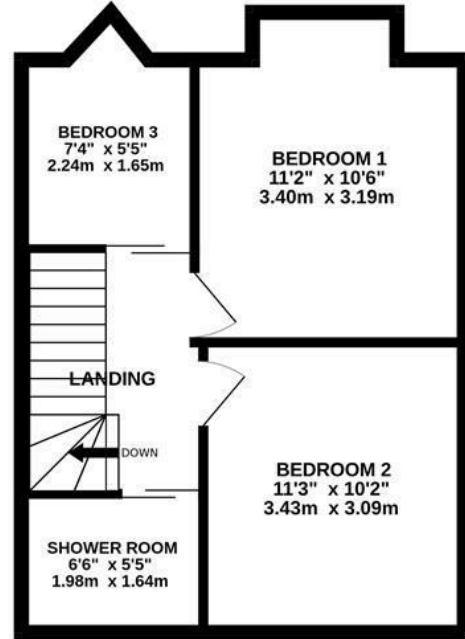 BEDROOM 3
7'4" x 5'5"
2.24m x 1.65m
BEDROOM 1
11'2" x 10'6"
3.40m x 3.19m
LANDING
DOWN
BEDROOM 2
11'3" x 10'2"
3.43m x 3.09m
SHOWER ROOM
6'6" x 5'5"
1.98m x 1.64m